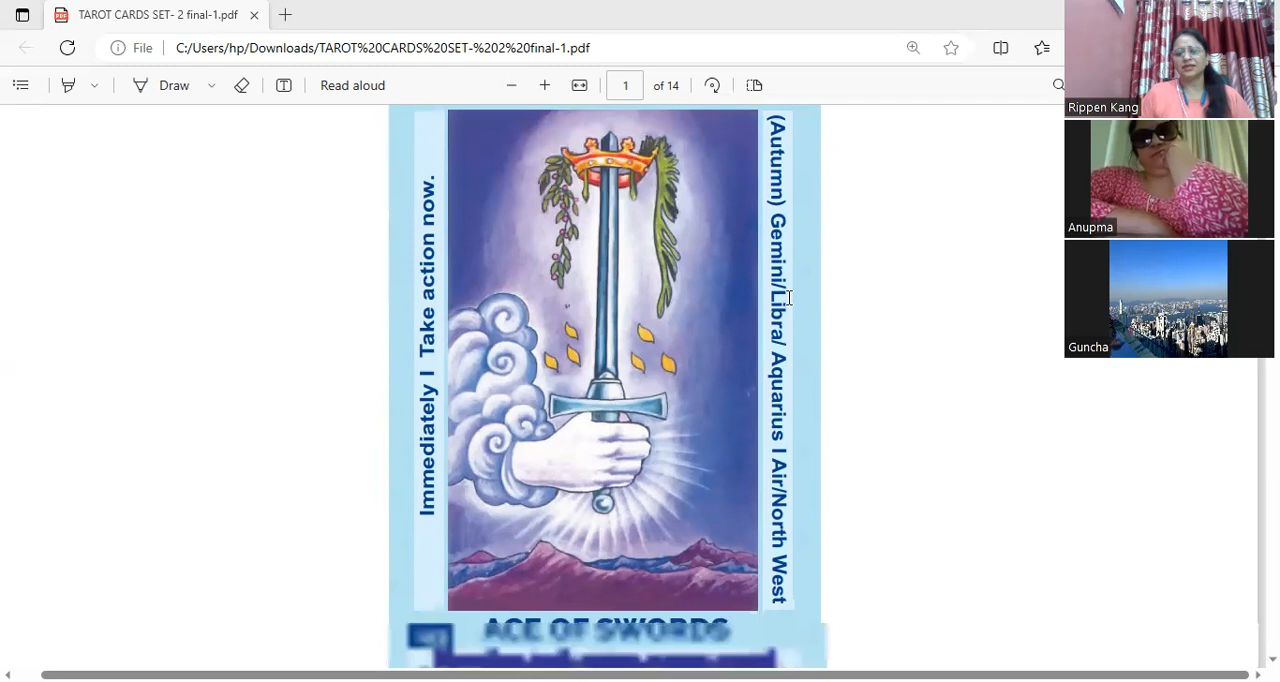 TAROT CARDS SET- 2 final-1.pdf
File
C:/Users/hp/Downloads/TAROT%20CARDS%20SET-%202%20final-1.pdf
Draw
Read aloud
1 of 14
Immediately I Take action now.
(Autumn) Gemini/Libra/ Aquarius I Air/North West
ACE OF SWORDS
Rippen Kang
Anupma
Guncha